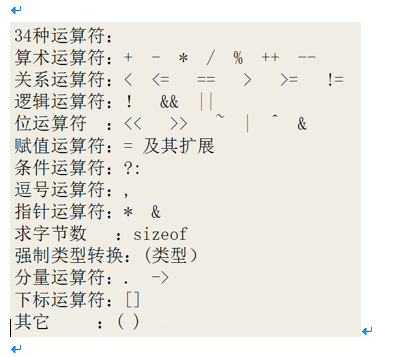 34种运算符:
算术运算符: + - * / % ++ --
关系运算符: < <= == > >= !=
逻辑运算符: ! && ||
位运算符 : << >> ~ | ^ &
赋值运算符: = 及其扩展
条件运算符: ?:
逗号运算符: ,
指针运算符: * &
求字节数 : sizeof
强制类型转换: (类型)
分量运算符: . ->
下标运算符: []
其它 : ( )